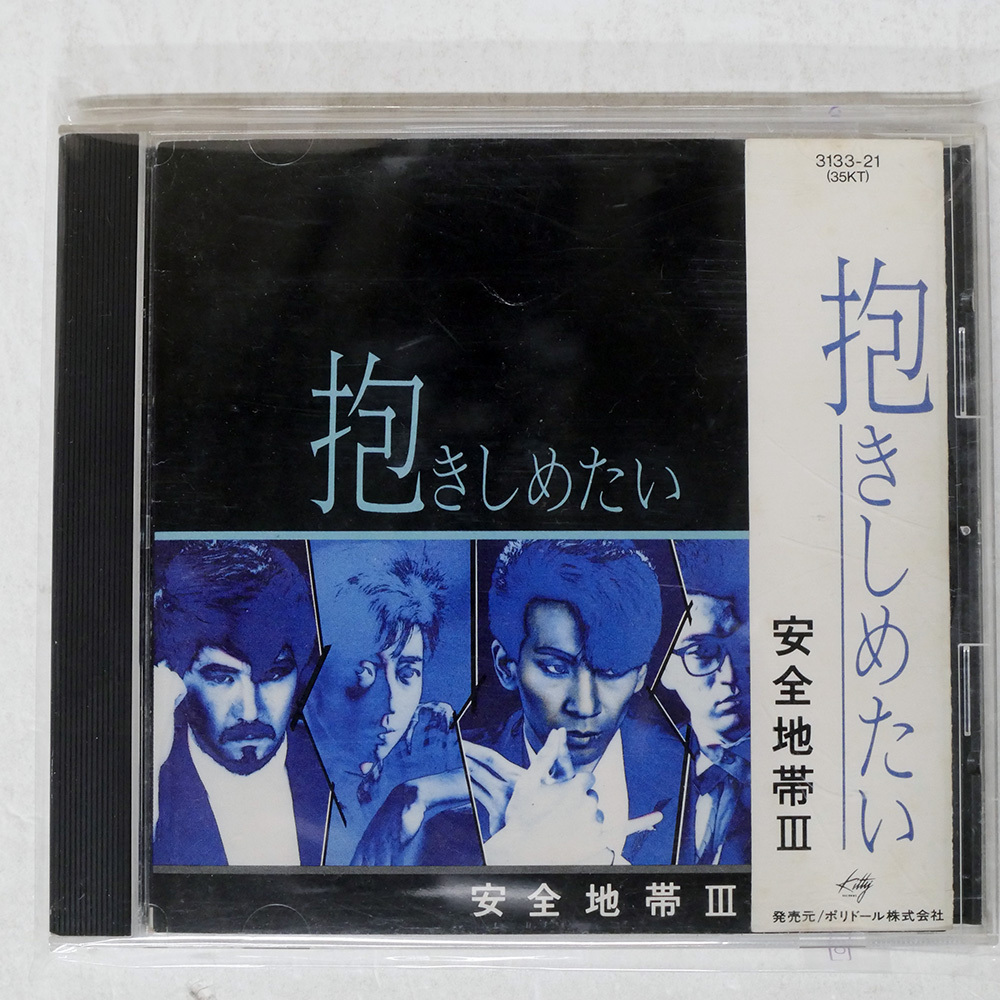 抱きしめたい
安全地帯III
3133-21
(35KT)
抱きしめたい
安全地帯III
Kitty
発売元/ポリドール株式会社